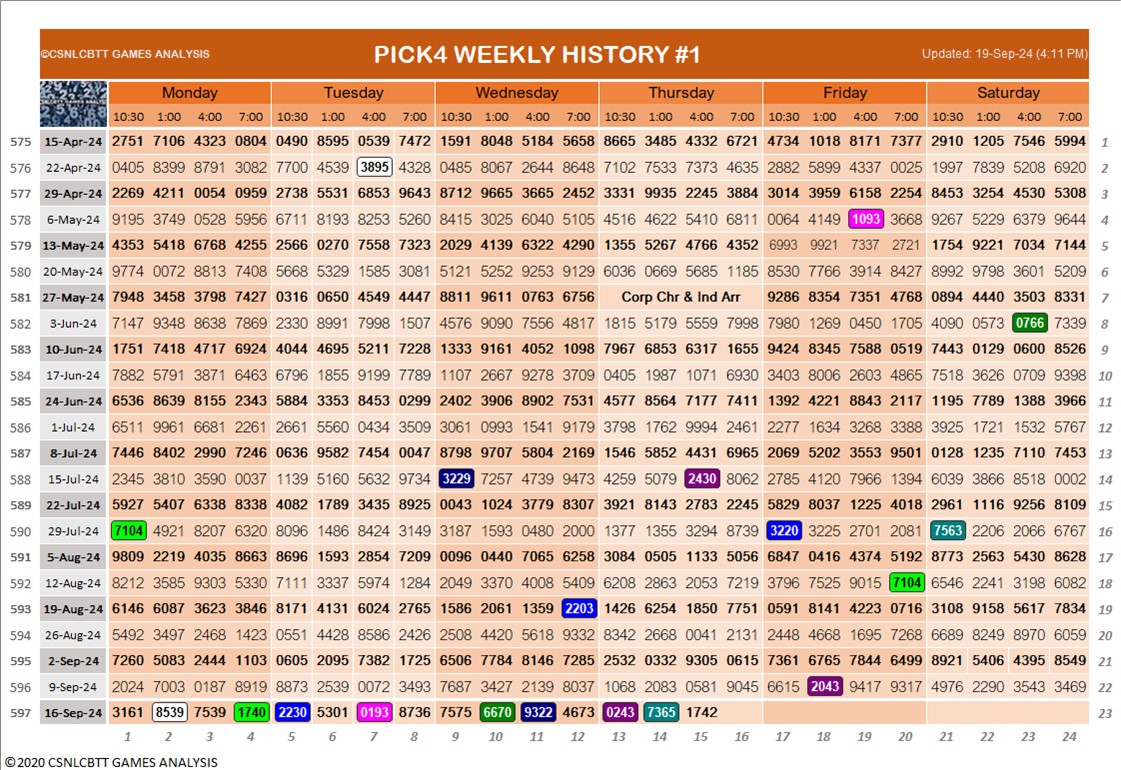 ©CSNLCBTT GAMES ANALYSIS PICK4 WEEKLY HISTORY #1 Updated: 19-Sep-24 (4:11 PM)
CSNLCBTT GAMES ANALYSIS Monday Tuesday Wednesday Thursday Friday Saturday
10:30 1:00 4:00 7:00 10:30 1:00 4:00 7:00 10:30 1:00 4:00 7:00 10:30 1:00 4:00 7:00 10:30 1:00 4:00 7:00 10:30 1:00 4:00 7:00
575 15-Apr-24 2751 7106 4323 0804 0490 8595 0539 7472 1591 8048 5184 5658 8665 3485 4332 6721 4734 1018 8171 7377 2910 1205 7546 5994 1
576 22-Apr-24 0405 8399 8791 3082 7700 4539 3895 4328 0485 8067 2644 8648 7102 7533 7373 4635 2882 5899 4337 0025 1997 7839 5208 6920 2
577 29-Apr-24 2269 4211 0054 0959 2738 5531 6853 9643 8712 9665 3665 2452 3331 9935 2245 3884 3014 3959 6158 2254 8453 3254 4530 5308 3
578 6-May-24 9195 3749 0528 5956 6711 8193 8253 5260 8415 3025 6040 5105 4516 4622 5410 6811 0064 4149 1093 3668 9267 5229 6379 9644 4
579 13-May-24 4353 5418 6768 4255 2566 0270 7558 7323 2029 4139 6322 4290 1355 5267 4766 4352 6993 9921 7337 2721 1754 9221 7034 7144 5
580 20-May-24 9774 0072 8813 7408 5668 5329 1585 3081 5121 5252 9253 9129 6036 0669 5685 1185 8530 7766 3914 8427 8992 9798 3601 5209 6
581 27-May-24 7948 3458 3798 7427 0316 0650 4549 4447 8811 9611 0763 6756 Corp Chr & Ind Arr 9286 8354 7351 4768 0894 4440 3503 8331 7
582 3-Jun-24 7147 9348 8638 7869 2330 8991 7998 1507 4576 9090 7556 4817 1815 5179 5559 7998 7980 1269 0450 1705 4090 0573 0766 7339 8
583 10-Jun-24 1751 7418 4717 6924 4044 4695 5211 7228 1333 9161 4052 1098 7967 6853 6317 1655 9424 8345 7588 0519 7443 0129 0600 8526 9
584 17-Jun-24 7882 5791 3871 6463 6796 1855 9199 7789 1107 2667 9278 3709 0405 1987 1071 6930 3403 8006 2603 4865 7518 3626 0709 9398 10
585 24-Jun-24 6536 8639 8155 2343 5884 3353 8453 0299 2402 3906 8902 7531 4577 8564 7177 7411 1392 4221 8843 2117 1195 7789 1388 3966 11
586 1-Jul-24 6511 9961 6681 2261 2661 5560 0434 3509 3061 0993 1541 9179 3798 1762 9994 2461 2277 1634 3268 3388 3925 1721 1532 5767 12
587 8-Jul-24 7446 8402 2990 7246 0636 9582 7454 0047 8798 9707 5804 2169 1546 5852 4431 6965 2069 5202 3553 9501 0128 1235 7110 7453 13
588 15-Jul-24 2345 3810 3590 0037 1139 5160 5632 9734 3229 7257 4739 9473 4259 5079 2430 8062 2785 4120 7966 1394 6039 3866 8518 0002 14
589 22-Jul-24 5927 5407 6338 8338 4082 1789 3435 8925 0043 1024 3779 8307 3921 8143 2783 2245 5829 8037 1225 4018 2961 1116 9256 8109 15
590 29-Jul-24 7104 4921 8207 6320 8096 1486 8424 3149 3187 1593 0480 2000 1377 1355 3294 8739 3220 3225 2701 2081 7563 2206 2066 6767 16
591 5-Aug-24 9809 2219 4035 8663 8696 1593 2854 7209 0096 0440 7065 6258 3084 0505 1133 5056 6847 0416 4374 5192 8773 2563 5430 8628 17
592 12-Aug-24 8212 3585 9303 5330 7111 3337 5974 1284 2049 3370 4008 5409 6208 2863 2053 7219 3796 7525 9015 7104 6546 2241 3198 6082 18
593 19-Aug-24 6146 6087 3623 3846 8171 4131 6024 2765 1586 2061 1359 2203 1426 6254 1850 7751 0591 8141 4223 0716 3108 9158 5617 7834 19
594 26-Aug-24 5492 3497 2468 1423 0551 4428 8586 2426 2508 4420 5618 9332 8342 2668 0041 2131 2448 4668 1695 7268 6689 8249 8970 6059 20
595 2-Sep-24 7260 5083 2444 1103 0605 2095 7382 1725 6506 7784 8146 7285 2532 0332 9305 0615 7361 6765 7844 6499 8921 5406 4395 8549 21
596 9-Sep-24 2024 7003 0187 8919 8873 2539 0072 3493 7687 3427 2139 8037 1068 2083 0581 9045 6615 2043 9417 9317 4976 2290 3543 3469 22
597 16-Sep-24 3161 8539 7539 1740 2230 5301 0193 8736 7575 6670 9322 4673 0243 7365 1742 23
1 2 3 4 5 6 7 8 9 10 11 12 13 14 15 16 17 18 19 20 21 22 23 24
©2020 CSNLCBTT GAMES ANALYSIS